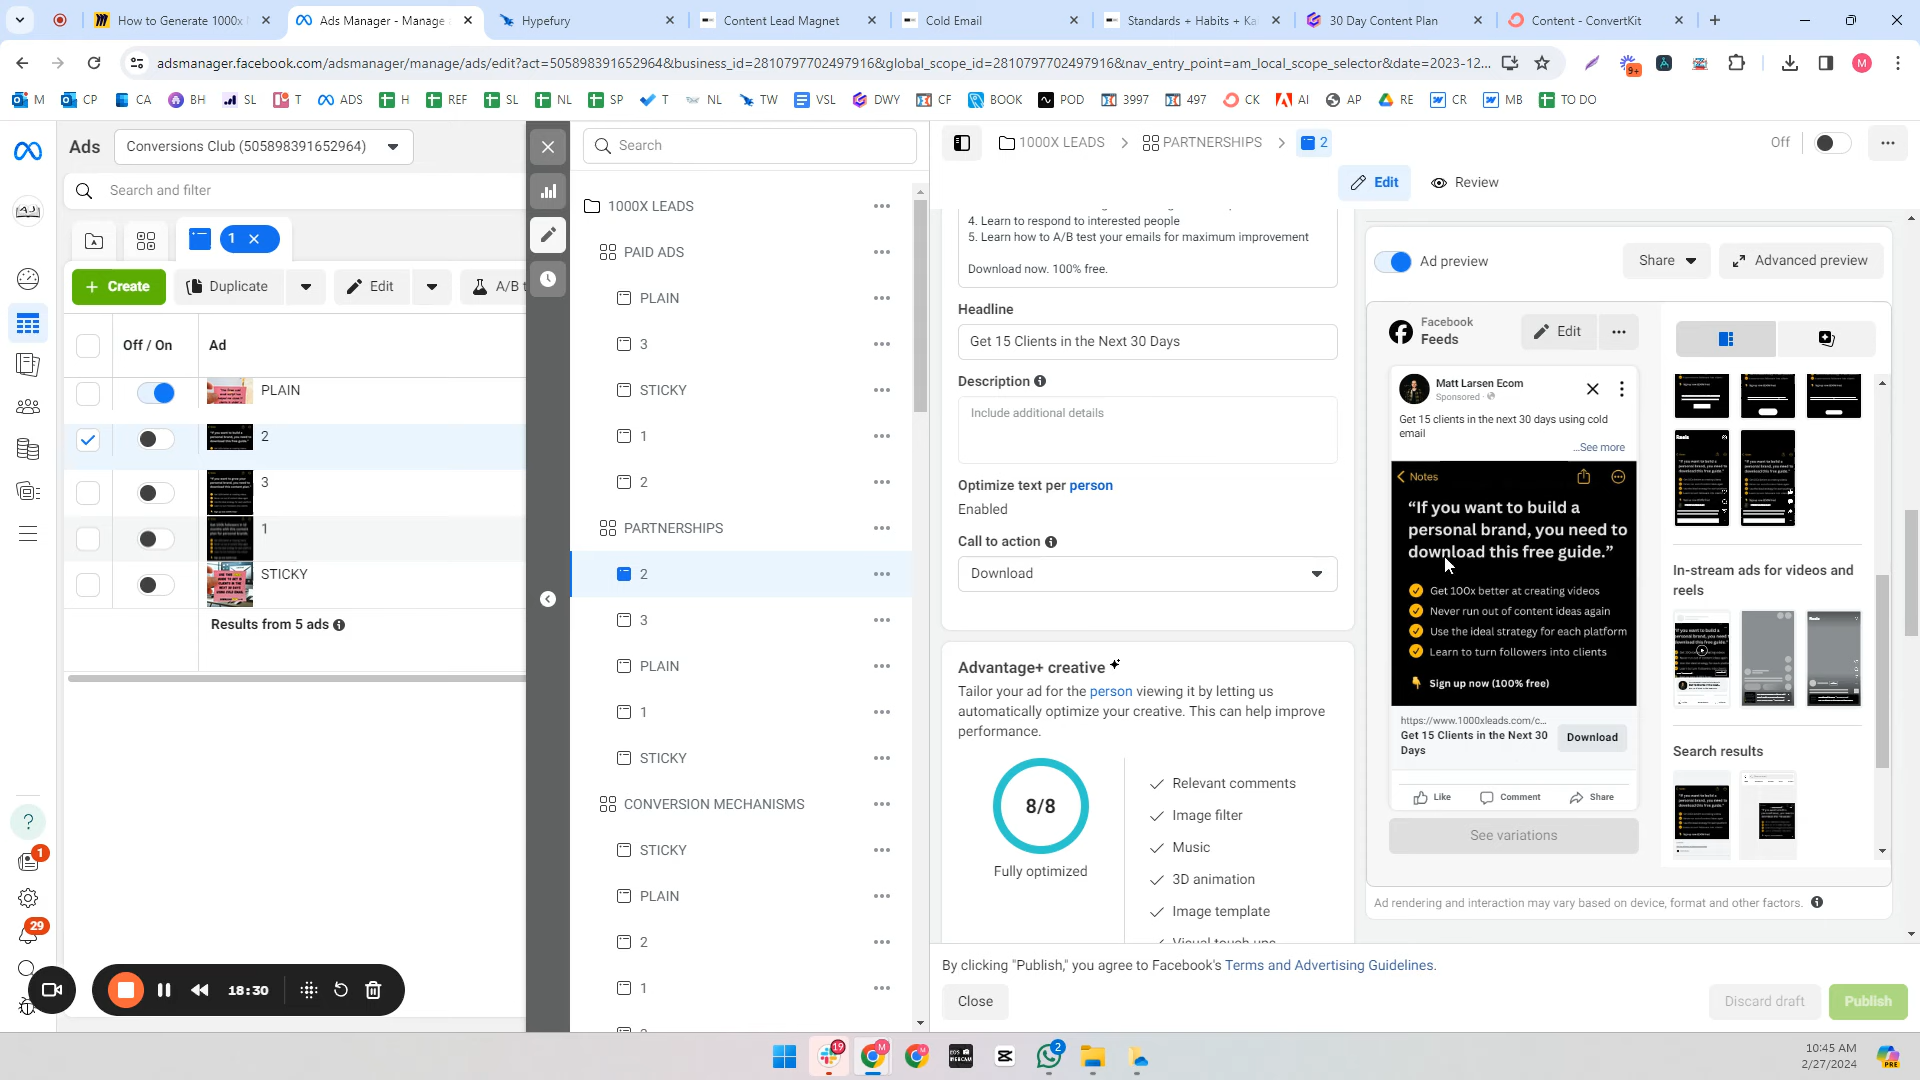 How to Generate 1000x
Ads Manager - Manage
Hypefury
Content Lead Magnet
Cold Email
Standards + Habits + Ka
30 Day Content Plan
Content - ConvertKit
adsmanager.facebook.com/adsmanager/manage/ads/edit?act=505898391652964&business_id=2810797702497916&global_scope_id=2810797702497916&nav_entry_point=am_local_scope_selector&date=2023-12...
9+
M
M
CP
CA
BH
SL
T
ADS
H
REF
SL
NL
SP
T
NL
TW
VSL
DWY
CF
BOOK
POD
3997
497
CK
AI
AP
RE
CR
MB
TO DO
Ads
Conversions Club (505898391652964)
Search and filter
1
Create
Duplicate
Edit
A/B t
Off / On
Ad
PLAIN
2
3
1
STICKY
Results from 5 ads
Search
1000X LEADS
PAID ADS
PLAIN
3
STICKY
1
2
PARTNERSHIPS
2
3
PLAIN
1
STICKY
CONVERSION MECHANISMS
STICKY
PLAIN
2
1
1000X LEADS
PARTNERSHIPS
2
Off
Edit
Review
4. Learn to respond to interested people
5. Learn how to A/B test your emails for maximum improvement
Download now. 100% free.
Headline
Get 15 Clients in the Next 30 Days
Description
Include additional details
Optimize text per person
Enabled
Call to action
Download
Advantage+ creative
Tailor your ad for the person viewing it by letting us
automatically optimize your creative. This can help improve
performance.
8/8
Fully optimized
Relevant comments
Image filter
Music
3D animation
Image template
Visual touch ups
By clicking "Publish," you agree to Facebook's Terms and Advertising Guidelines.
Close
Discard draft
Publish
Ad preview
Share
Advanced preview
Facebook
Feeds
Edit
Matt Larsen Ecom
Sponsored
Get 15 clients in the next 30 days using cold
email
...See more
Notes
“If you want to build a
personal brand, you need to
download this free guide.”
Get 100x better at creating videos
Never run out of content ideas again
Use the ideal strategy for each platform
Learn to turn followers into clients
Sign up now (100% free)
https://www.1000xleads.com/c...
Get 15 Clients in the Next 30
Days
Download
Like
Comment
Share
See variations
In-stream ads for videos and
reels
Search results
Ad rendering and interaction may vary based on device, format and other factors.
1
29
18:30
19
M
EOS
WEBCAM
2
10:45 AM
2/27/2024
PRE